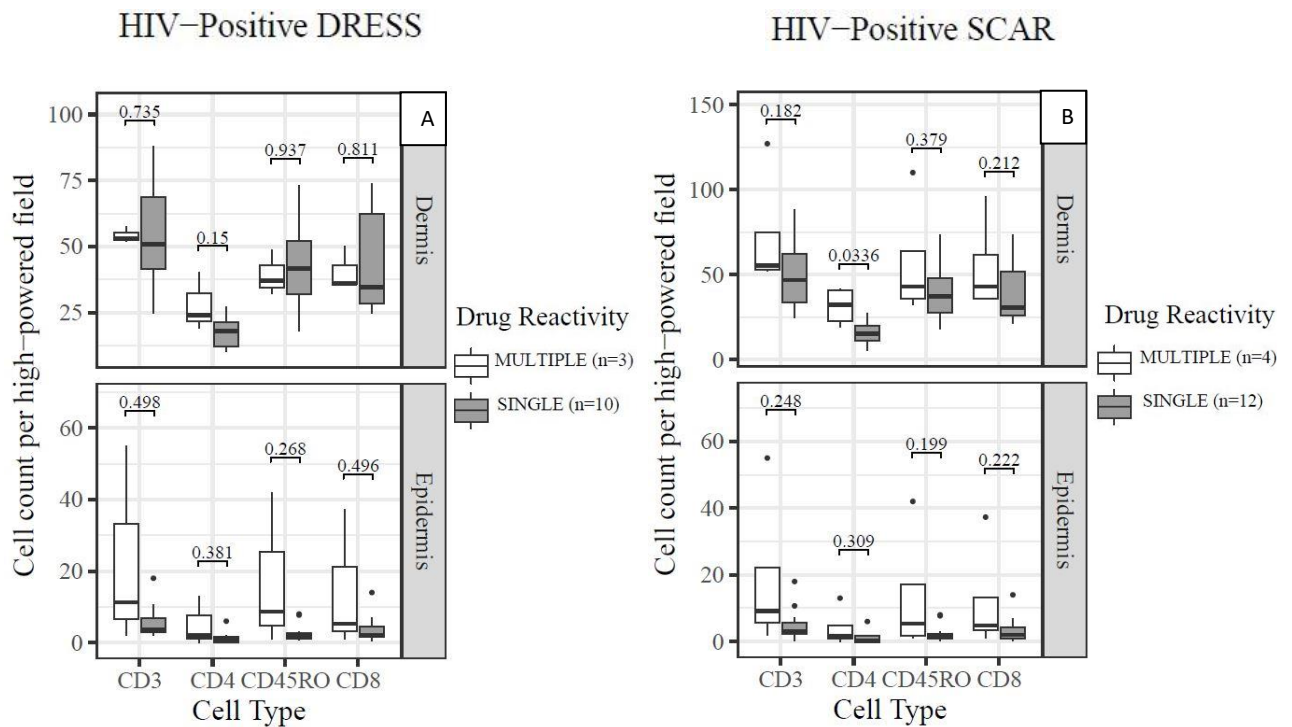 HIV−Positive DRESS
A
Cell count per high-powered field
100
75
50
25
0.735
0.15
0.937
0.811
Dermis
60
40
20
0
0.498
0.381
0.268
0.496
Epidermis
CD3 CD4 CD45RO CD8
Cell Type
Drug Reactivity
MULTIPLE (n=3)
SINGLE (n=10)
HIV−Positive SCAR
B
Cell count per high-powered field
150
100
50
0
0.182
0.0336
0.379
0.212
Dermis
60
40
20
0
0.248
0.309
0.199
0.222
Epidermis
CD3 CD4 CD45RO CD8
Cell Type
Drug Reactivity
MULTIPLE (n=4)
SINGLE (n=12)